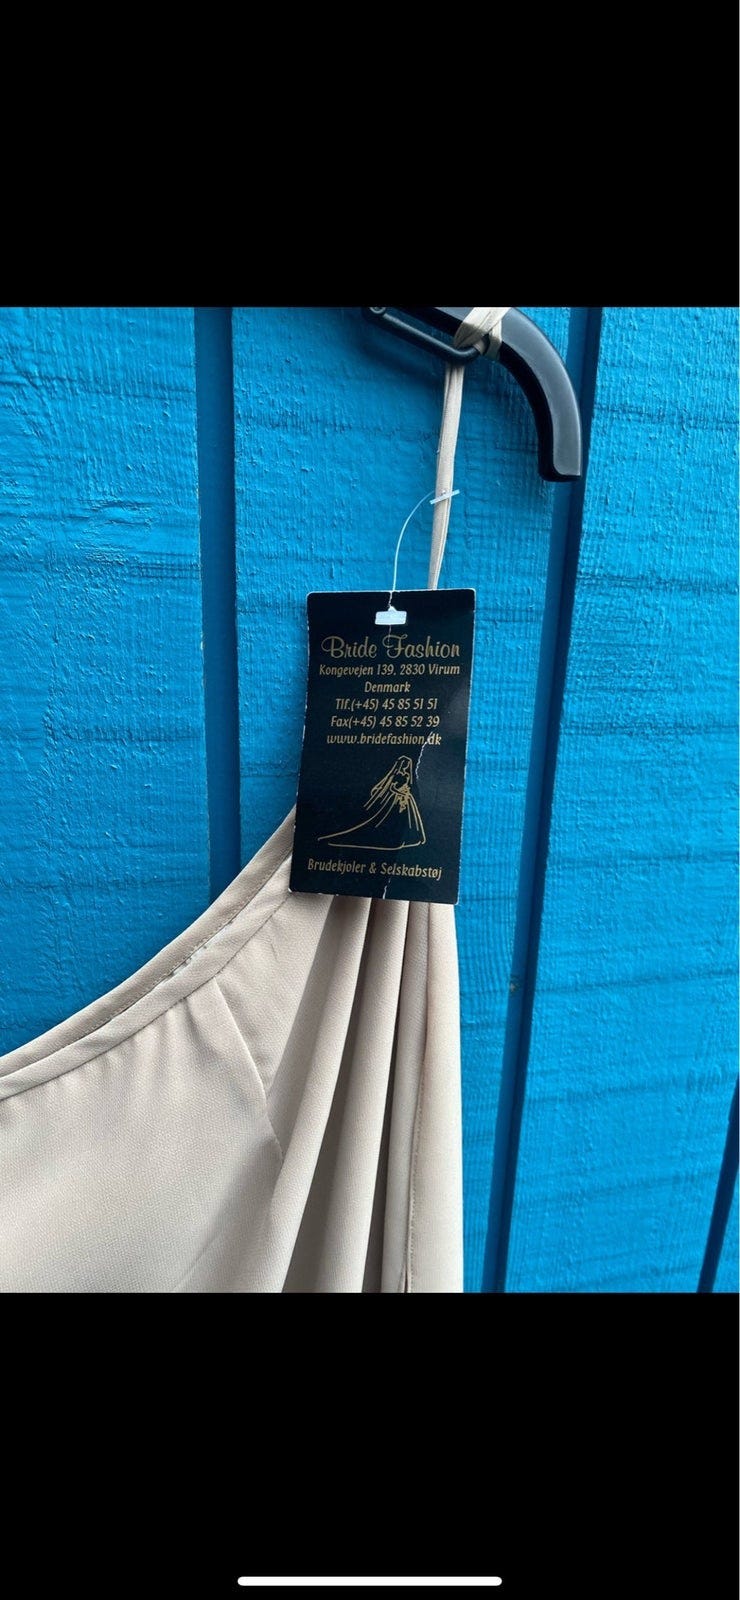 Bride Fashion
Kongevejen 139, 2830 Virum
Denmark
Tlf.(+45) 45 85 51 51
Fax(+45) 45 85 52 39
www.bridefashion.dk
Brudekjoler & Selskabstøj